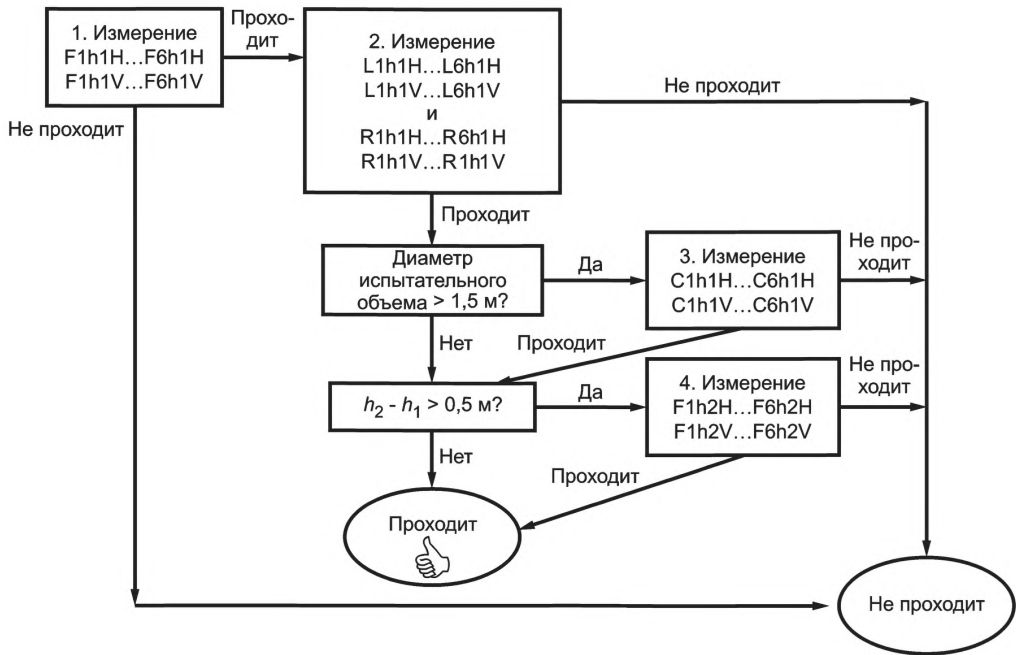 1. Измерение
F1h1H...F6h1H
F1h1V...F6h1V
Прохо-
дит
2. Измерение
L1h1H...L6h1H
L1h1V...L6h1V
и
R1h1H...R6h1H
R1h1V...R1h1V
Не проходит
Не проходит
Проходит
Диаметр
испытательного
объема > 1,5 м?
Да
3. Измерение
C1h1H...C6h1H
C1h1V...C6h1V
Не про-
ходит
Нет
Проходит
h2 - h1 > 0,5 м?
Да
4. Измерение
F1h2H...F6h2H
F1h2V...F6h2V
Не про-
ходит
Нет
Проходит
Проходит
Не проходит